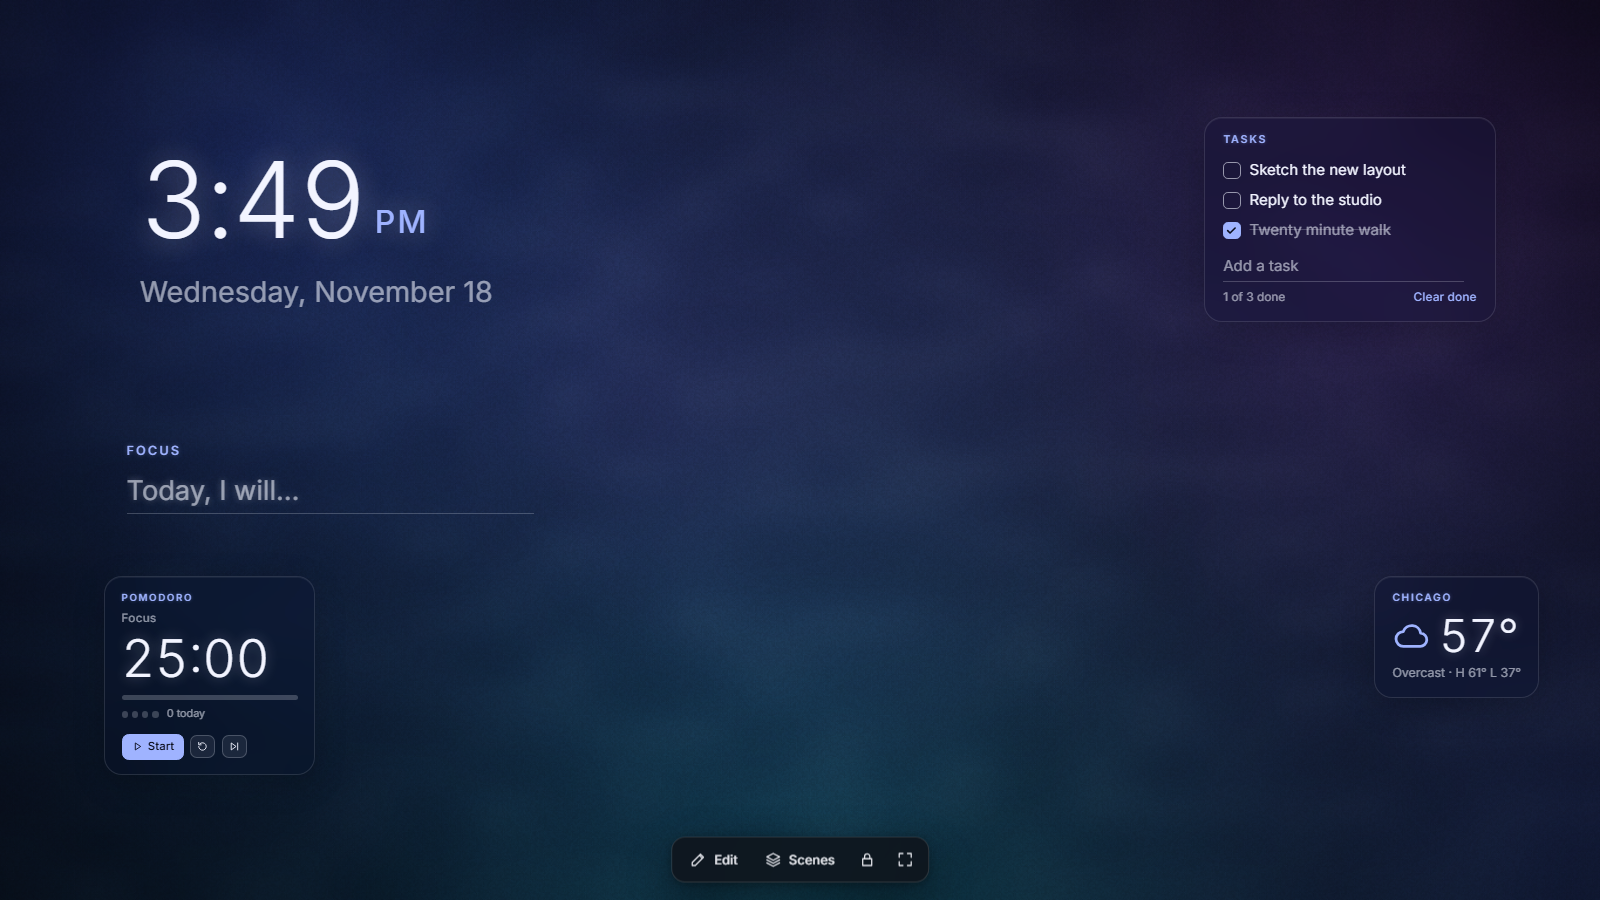 3:49 PM
Wednesday, November 18
TASKS
Sketch the new layout
Reply to the studio
Twenty minute walk
Add a task
1 of 3 done
Clear done
FOCUS
Today, I will...
POMODORO
Focus
25:00
0 today
Start
CHICAGO
57°
Overcast · H 61° L 37°
Edit
Scenes